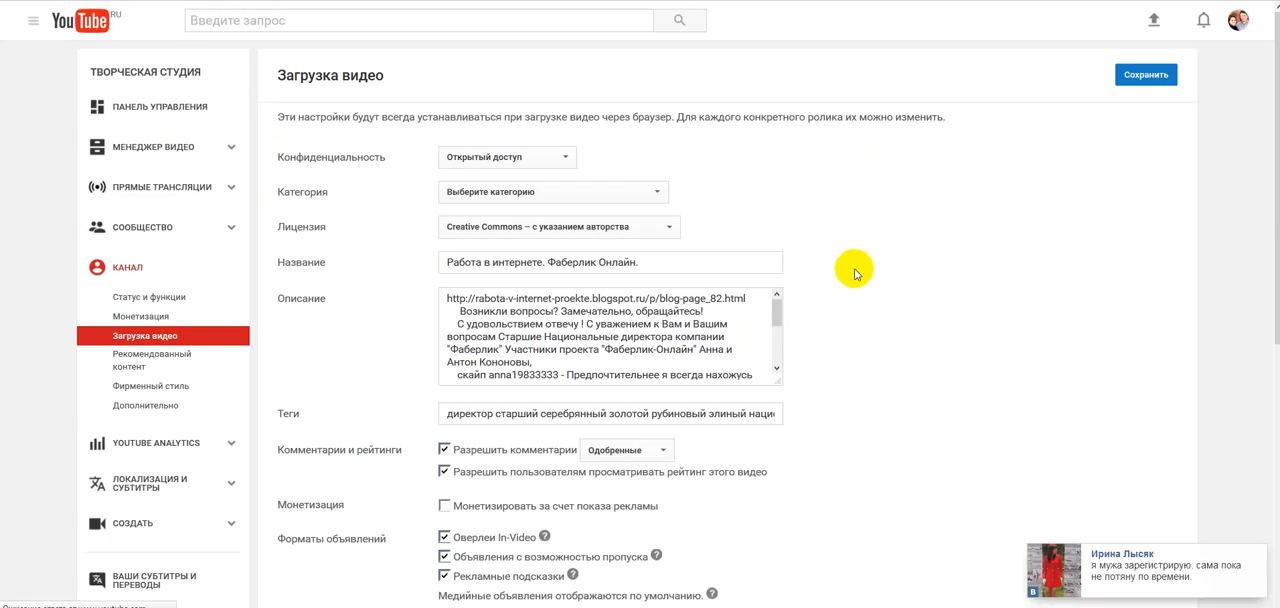 YouTube RU
Введите запрос
ТВОРЧЕСКАЯ СТУДИЯ
ПАНЕЛЬ УПРАВЛЕНИЯ
МЕНЕДЖЕР ВИДЕО
ПРЯМЫЕ ТРАНСЛЯЦИИ
СООБЩЕСТВО
КАНАЛ
Статус и функции
Монетизация
Загрузка видео
Рекомендованный
контент
Фирменный стиль
Дополнительно
YOUTUBE ANALYTICS
ЛОКАЛИЗАЦИЯ И
СУБТИТРЫ
СОЗДАТЬ
ВАШИ СУБТИТРЫ И
ПЕРЕВОДЫ
Загрузка видео
Сохранить
Эти настройки будут всегда устанавливаться при загрузке видео через браузер. Для каждого конкретного ролика их можно изменить.
Конфиденциальность
Открытый доступ
Категория
Выберите категорию
Лицензия
Creative Commons – с указанием авторства
Название
Работа в интернете. Фаберлик Онлайн.
Описание
http://rabota-v-internet-proekte.blogspot.ru/p/blog-page_82.html
Возникли вопросы? Замечательно, обращайтесь!
С удовольствием отвечу ! С уважением к Вам и Вашим
вопросам Старшие Национальные директора компании
"Фаберлик" Участники проекта "Фаберлик-Онлайн" Анна и
Антон Кононовы,
скайп anna19833333 - Предпочтительнее я всегда нахожусь
Теги
директор старший серебрянный золотой рубиновый элиный наци
Комментарии и рейтинги
Разрешить комментарии
Одобренные
Разрешить пользователям просматривать рейтинг этого видео
Монетизация
Монетизировать за счет показа рекламы
Форматы объявлений
Оверлеи In-Video ?
Объявления с возможностью пропуска ?
Рекламные подсказки ?
Медийные объявления отображаются по умолчанию. ?
Ирина Лысяк
я мужа зарегистрирую. сама пока
не потяну по времени.
B